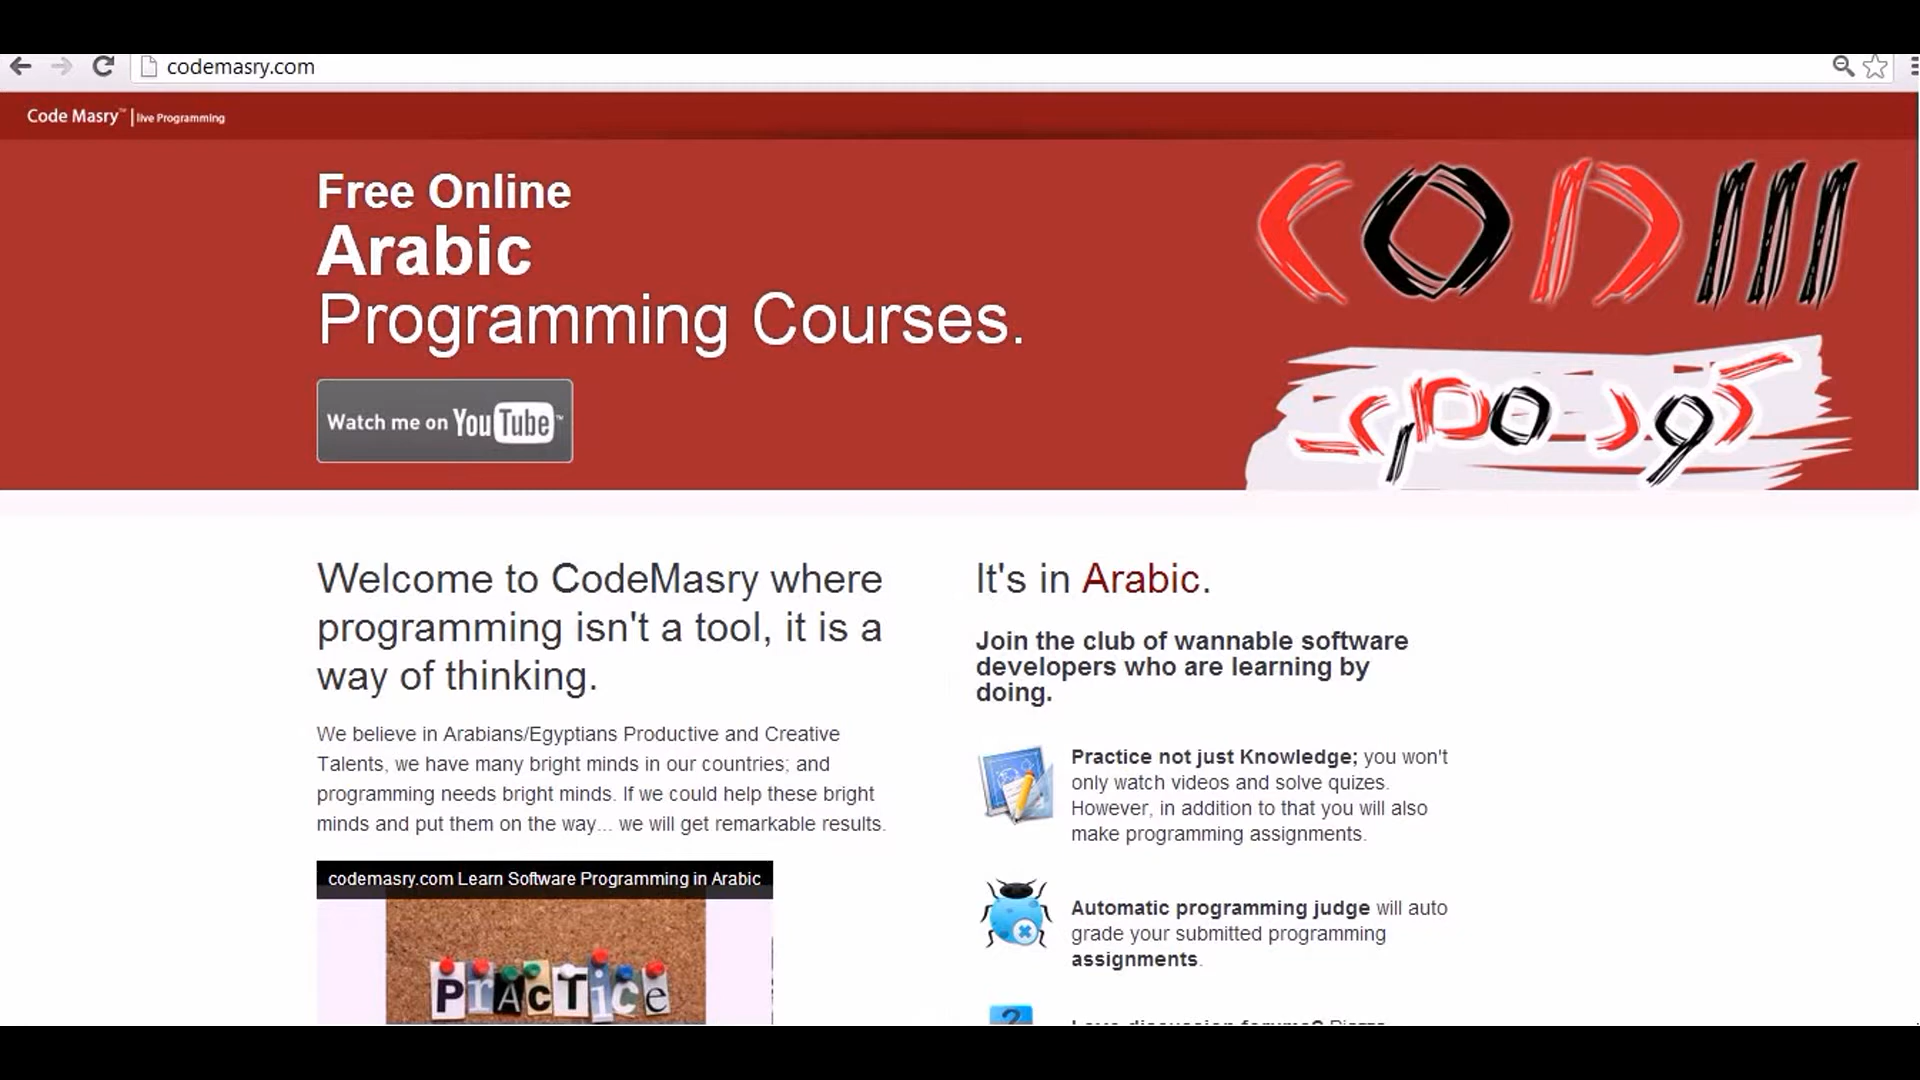 codemasry.com
Code Masry™ | live Programming
Free Online
Arabic
Programming Courses.
Watch me on YouTube™
كود مصري
Welcome to CodeMasry where
programming isn't a tool, it is a
way of thinking.
We believe in Arabians/Egyptians Productive and Creative
Talents, we have many bright minds in our countries; and
programming needs bright minds. If we could help these bright
minds and put them on the way... we will get remarkable results.
codemasry.com Learn Software Programming in Arabic
PrAcTice
It's in Arabic.
Join the club of wannable software
developers who are learning by
doing.
Practice not just Knowledge; you won't
only watch videos and solve quizes.
However, in addition to that you will also
make programming assignments.
Automatic programming judge will auto
grade your submitted programming
assignments.